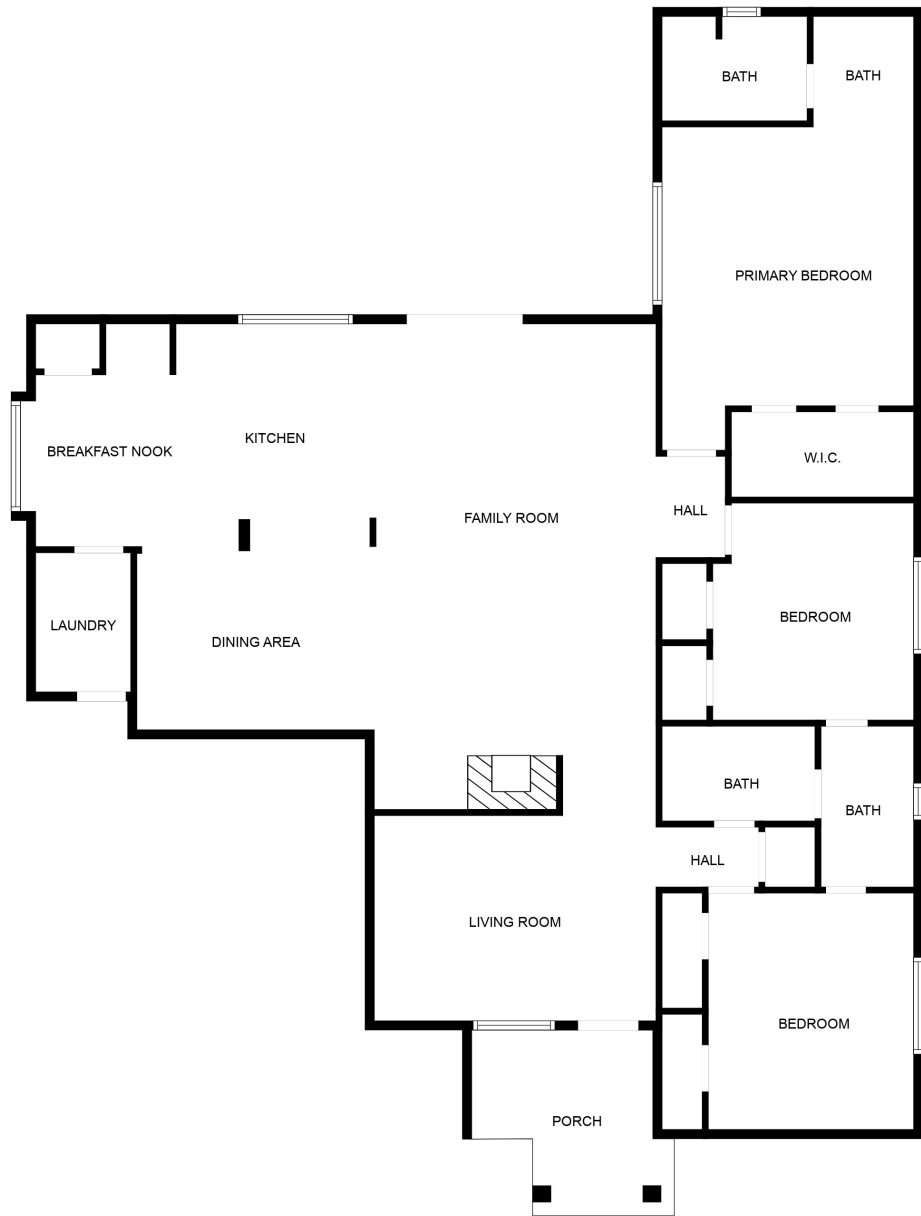 BATH
BATH
PRIMARY BEDROOM
KITCHEN
BREAKFAST NOOK
W.I.C.
HALL
FAMILY ROOM
BEDROOM
LAUNDRY
DINING AREA
BATH
BATH
HALL
LIVING ROOM
BEDROOM
PORCH